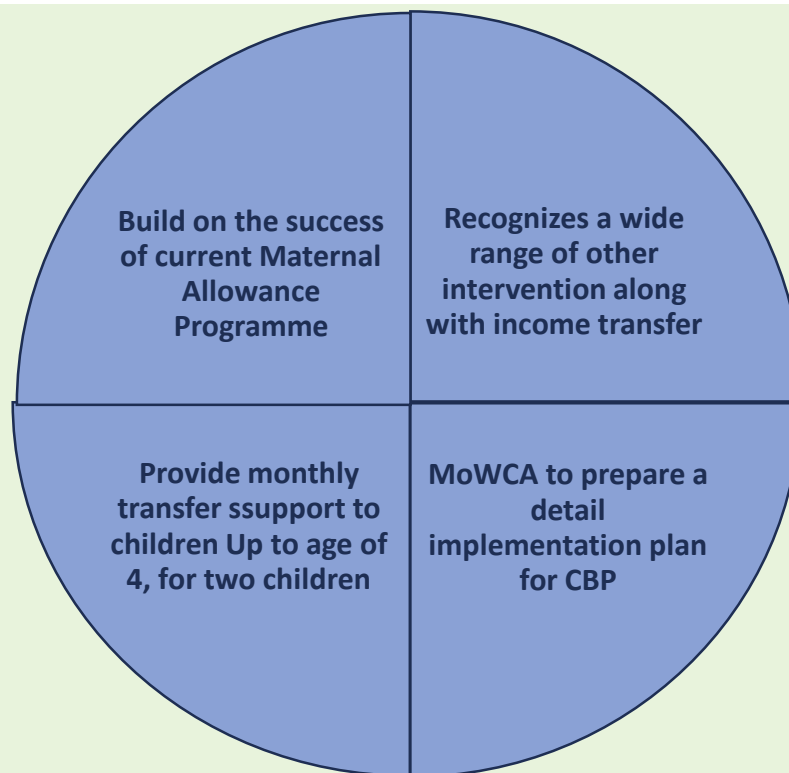 Build on the success
of current Maternal
Allowance
Programme
Recognizes a wide
range of other
intervention along
with income transfer
Provide monthly
transfer ssupport to
children Up to age of
4, for two children
MoWCA to prepare a
detail
implementation plan
for CBP